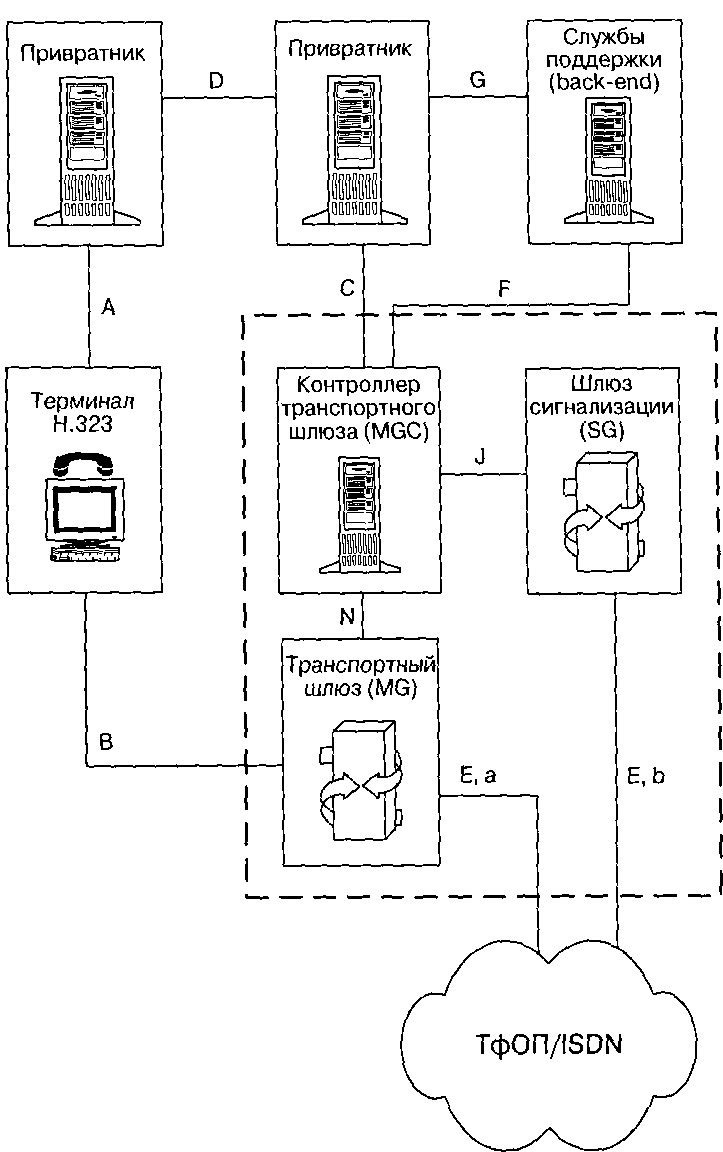 Привратник
D
Привратник
G
Службы
поддержки
(back-end)
A
C
F
Терминал
Н.323
Контроллер
транспортного
шлюза (MGC)
J
Шлюз
сигнализации
(SG)
N
Транспортный
шлюз (MG)
B
E, a
E, b
ТфОП/ISDN